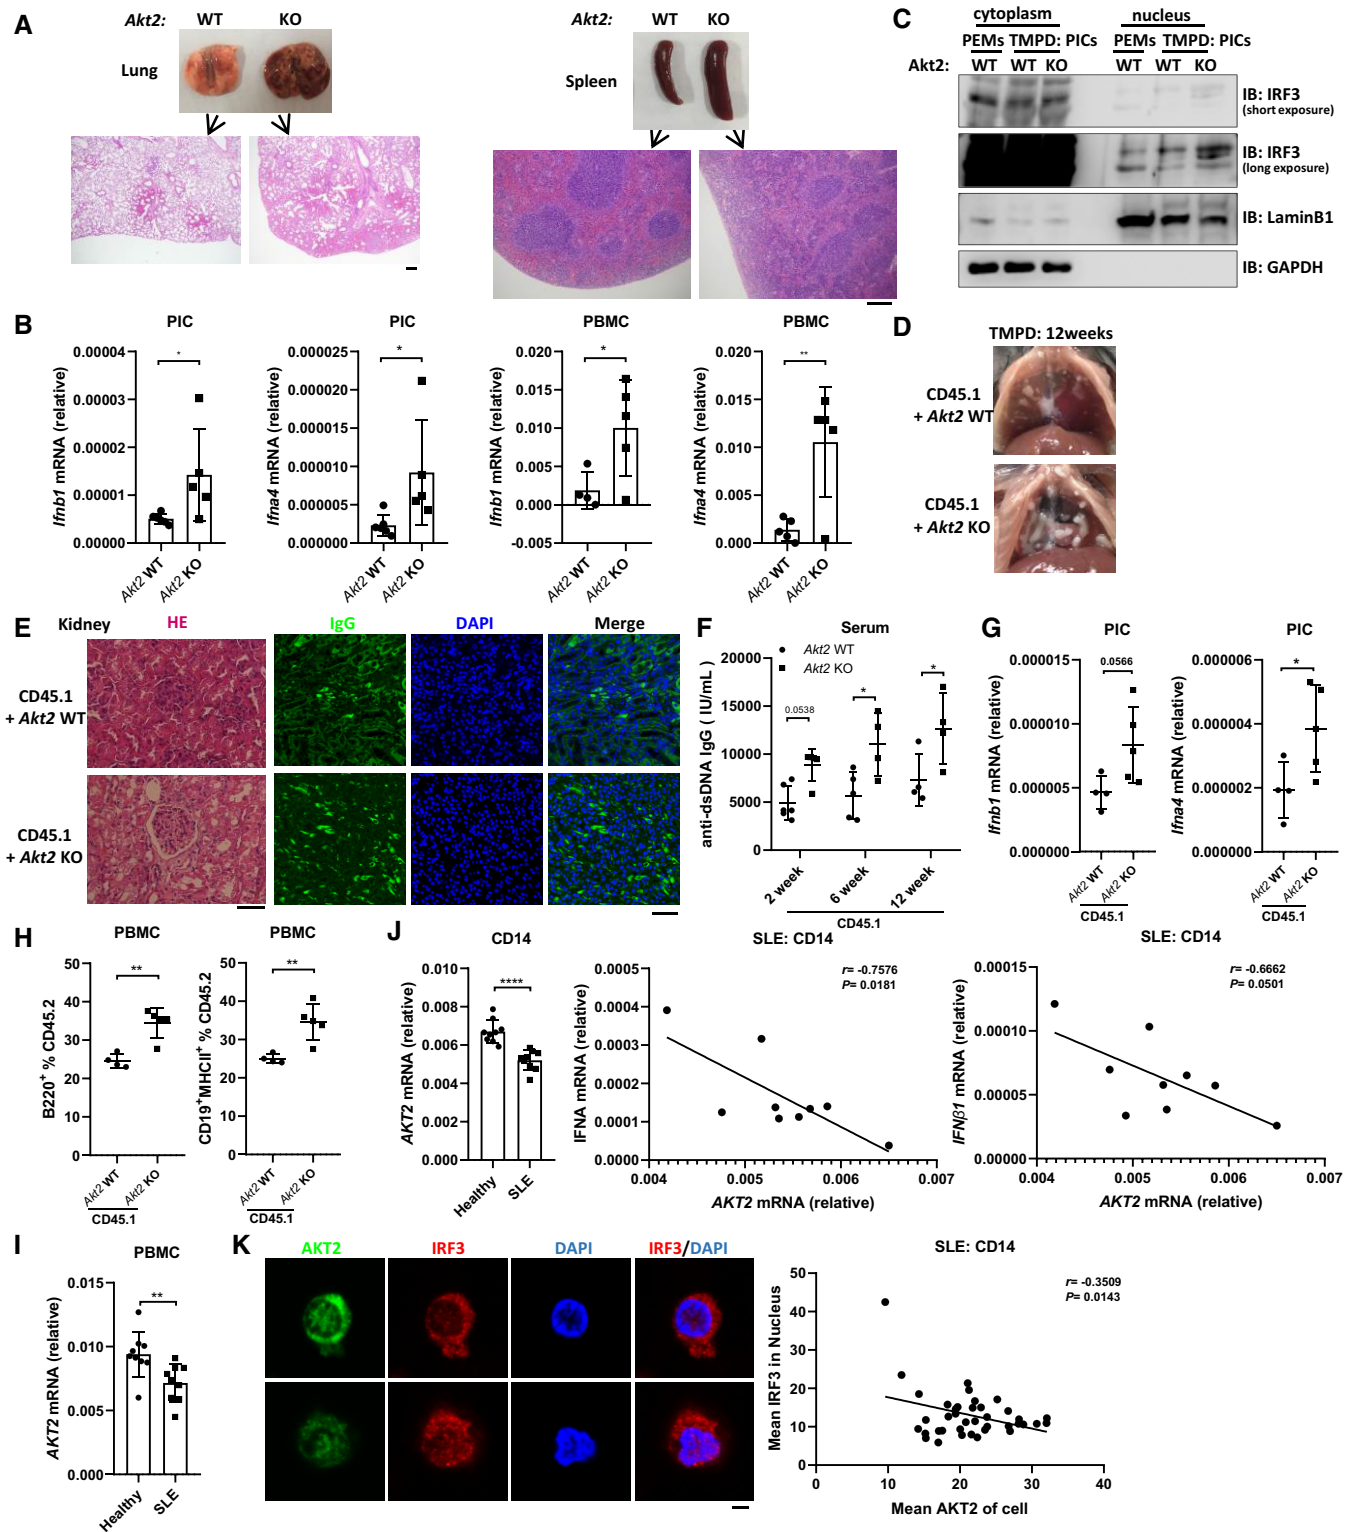 A
Akt2: WT KO
Lung
Akt2: WT KO
Spleen
C
cytoplasm nucleus
PEMs TMPD: PICs PEMs TMPD: PICs
Akt2: WT WT KO WT WT KO
IB: IRF3
(short exposure)
IB: IRF3
(long exposure)
IB: LaminB1
IB: GAPDH
B
PIC
Ifnb1 mRNA (relative)
0.00004
0.00003
0.00002
0.00001
0.00000
*
Akt2 WT
Akt2 KO
PIC
Ifna4 mRNA (relative)
0.000025
0.000020
0.000015
0.000010
0.000005
0.000000
*
Akt2 WT
Akt2 KO
PBMC
Ifnb1 mRNA (relative)
0.020
0.015
0.010
0.005
0.000
-0.005
*
Akt2 WT
Akt2 KO
PBMC
Ifna4 mRNA (relative)
0.020
0.015
0.010
0.005
0.000
**
Akt2 WT
Akt2 KO
D
TMPD: 12weeks
CD45.1
+ Akt2 WT
CD45.1
+ Akt2 KO
E
Kidney HE IgG DAPI Merge
CD45.1
+ Akt2 WT
CD45.1
+ Akt2 KO
F
Serum
Akt2 WT
Akt2 KO
anti-dsDNA IgG ( IU/mL )
20000
15000
10000
5000
0
0.0538
*
*
2 week
6 week
12 week
CD45.1
G
PIC
Ifnb1 mRNA (relative)
0.000015
0.000010
0.000005
0.000000
0.0566
Akt2 WT
Akt2 KO
CD45.1
PIC
Ifna4 mRNA (relative)
0.000006
0.000004
0.000002
0.000000
*
Akt2 WT
Akt2 KO
CD45.1
H
PBMC
B220+ % CD45.2
50
40
30
20
10
0
**
Akt2 WT
Akt2 KO
CD45.1
PBMC
CD19+MHCII+ % CD45.2
50
40
30
20
10
0
**
Akt2 WT
Akt2 KO
CD45.1
J
CD14
AKT2 mRNA (relative)
0.010
0.008
0.006
0.004
0.002
0.000
****
Healthy
SLE
SLE: CD14
IFNA mRNA (relative)
0.0005
0.0004
0.0003
0.0002
0.0001
0.0000
r= -0.7576
P= 0.0181
0.004 0.005 0.006 0.007
AKT2 mRNA (relative)
SLE: CD14
IFNβ1 mRNA (relative)
0.00015
0.00010
0.00005
0.00000
r= -0.6662
P= 0.0501
0.004 0.005 0.006 0.007
AKT2 mRNA (relative)
I
PBMC
AKT2 mRNA (relative)
0.015
0.010
0.005
0.000
**
Healthy
SLE
K
AKT2 IRF3 DAPI IRF3/DAPI
SLE: CD14
Mean IRF3 in Nucleus
50
40
30
20
10
0
r= -0.3509
P= 0.0143
0 10 20 30 40
Mean AKT2 of cell